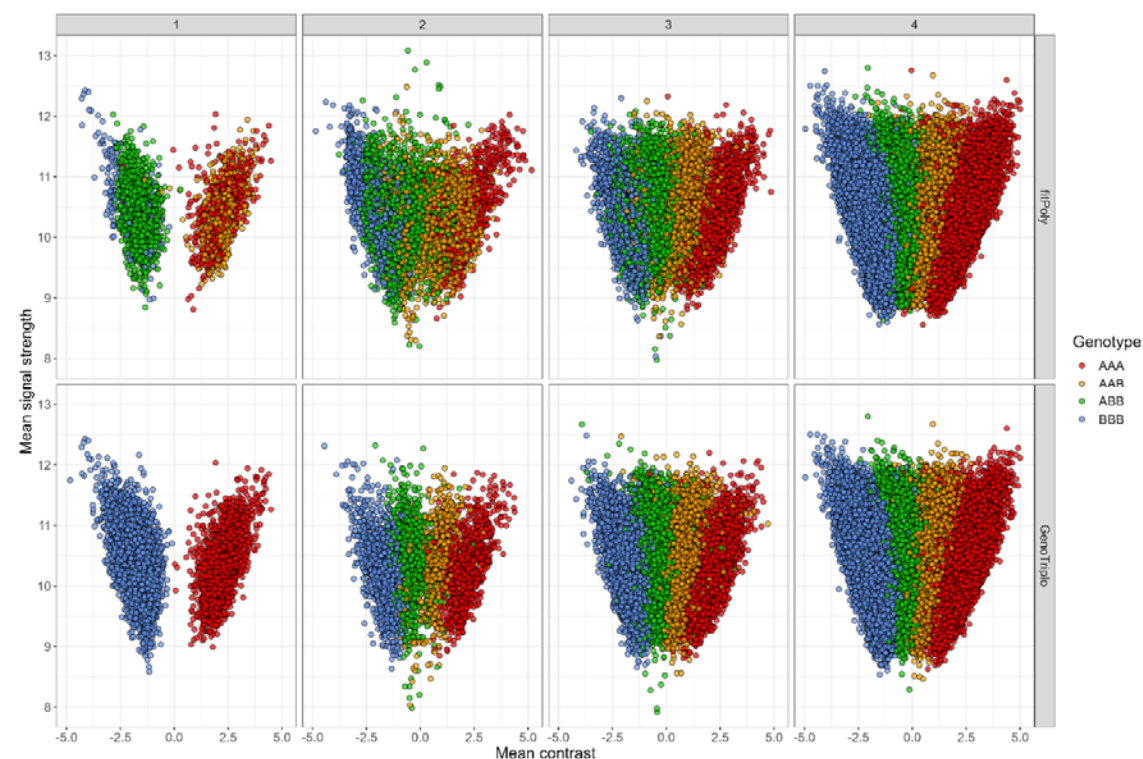 1 2 3 4
13
12
11
10
9
8
fitPoly
13
12
11
10
9
8
GenoTriplo
Mean signal strength
-5.0 -2.5 0.0 2.5 5.0 -5.0 -2.5 0.0 2.5 5.0 -5.0 -2.5 0.0 2.5 5.0 -5.0 -2.5 0.0 2.5 5.0
Mean contrast
Genotype
AAA
AAB
ABB
BBB